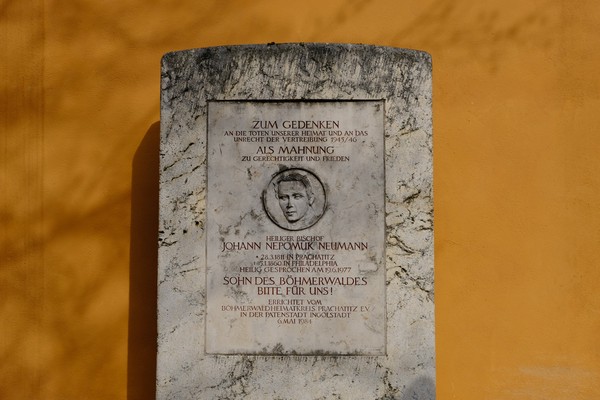 ZUM GEDENKEN
AN DIE TOTEN UNSERER HEIMAT UND AN DAS
UNRECHT DER VERTREIBUNG 1945/46
ALS MAHNUNG
ZU GERECHTIGKEIT UND FRIEDEN
HEILIGER BISCHOF
JOHANN NEPOMUK NEUMANN
* 28.3.1811 IN PRACHATITZ
5.1.1860 IN PHILADELPHIA
HEILIG GESPROCHEN AM 19.6.1977
SOHN DES BÖHMERWALDES
BITTE FÜR UNS!
ERRICHTET VOM
BÖHMERWALDHEIMATKREIS PRACHATITZ E.V.
IN DER PATENSTADT INGOLSTADT
6. MAI 1984